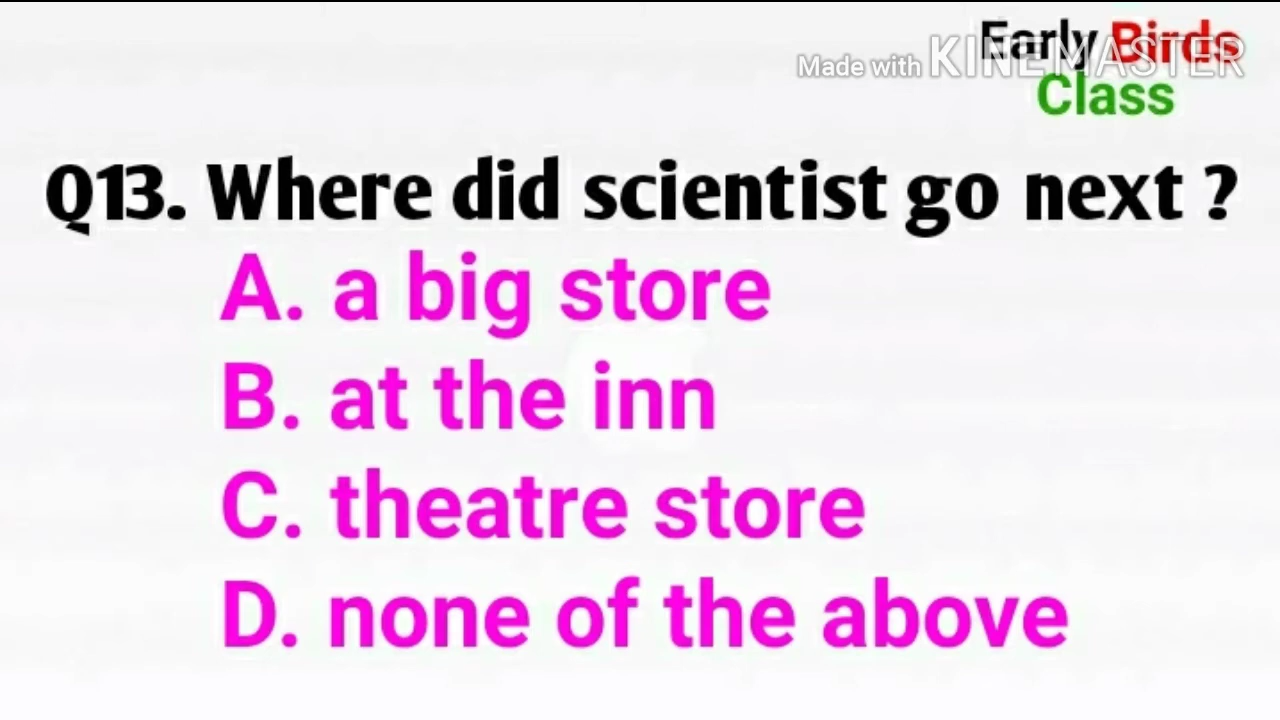 Early Birds
Made with KINEMASTER
Class
Q13. Where did scientist go next ?
A. a big store
B. at the inn
C. theatre store
D. none of the above